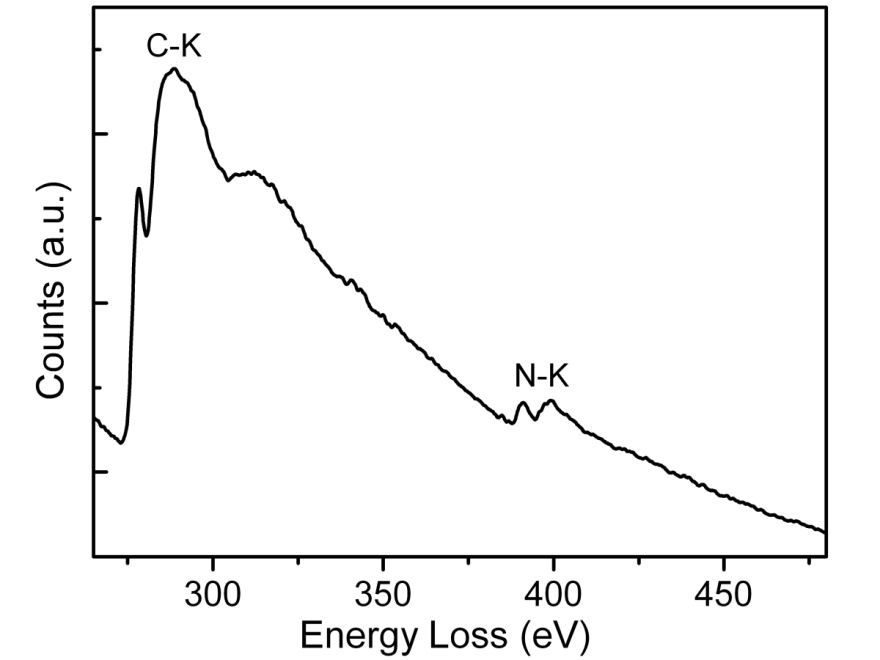 C-K
N-K
Counts (a.u.)
300 350 400 450
Energy Loss (eV)